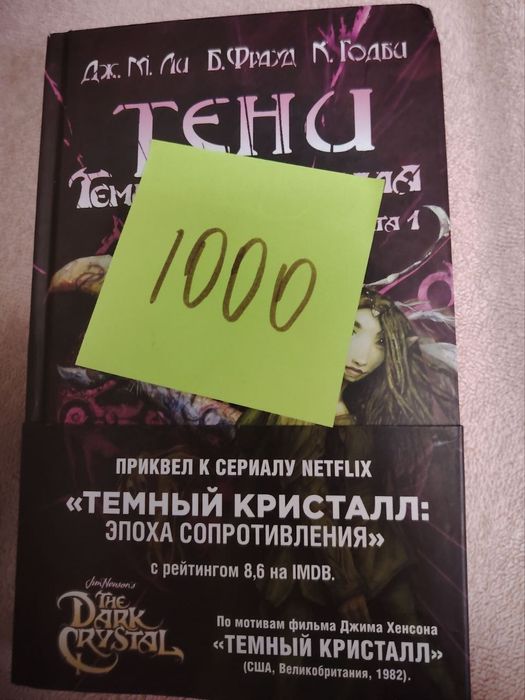 Дж. М. Ли Б. Фрауд К. Годби
ТЕНИ
1
1000
ПРИКВЕЛ К СЕРИАЛУ NETFLIX
«ТЕМНЫЙ КРИСТАЛЛ:
ЭПОХА СОПРОТИВЛЕНИЯ»
с рейтингом 8,6 на IMDB.
Jim Henson's
THE
DARK
CRYSTAL
По мотивам фильма Джима Хенсона
«ТЕМНЫЙ КРИСТАЛЛ»
(США, Великобритания, 1982).